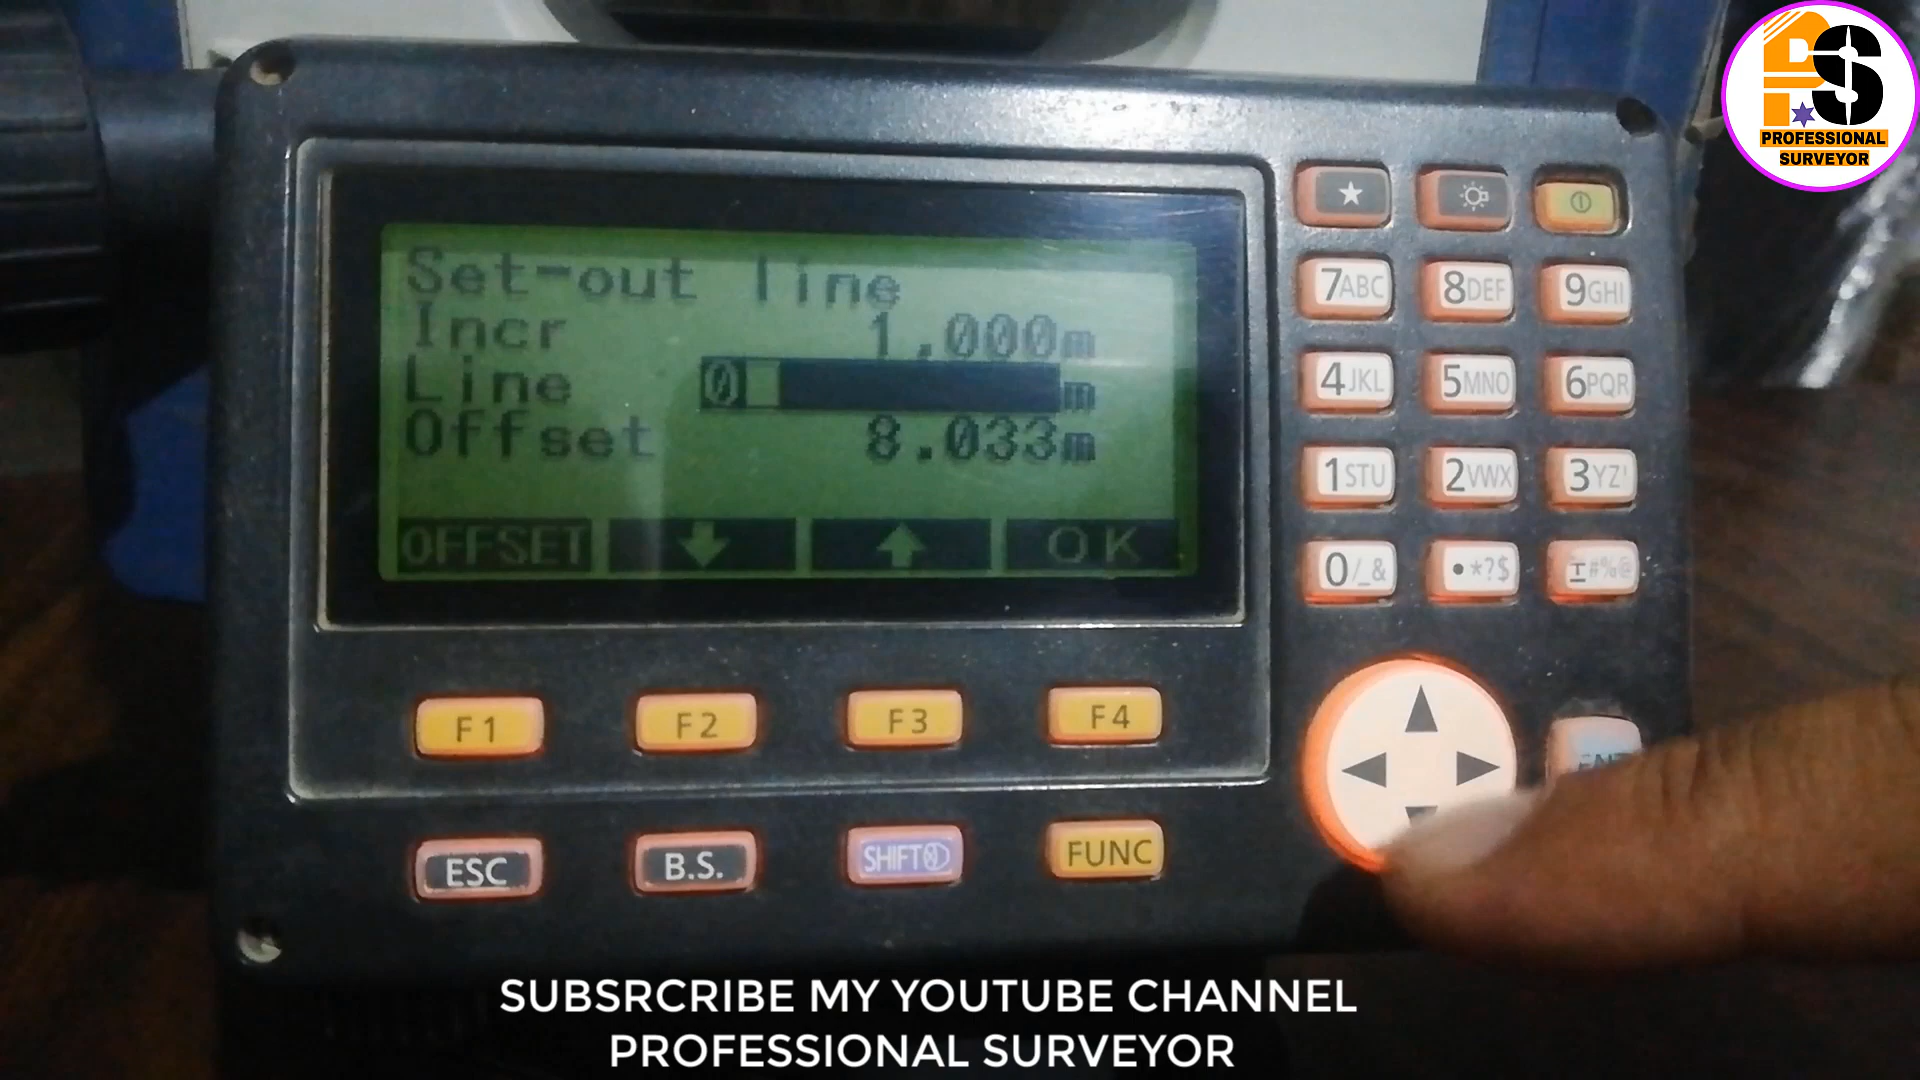 PS
PROFESSIONAL
SURVEYOR
Set-out line
Incr 1.000m
Line 0 m
Offset 8.033m
OFFSET OK
7ABC 8DEF 9GHI
4JKL 5MNO 6PQR
1STU 2VWX 3YZ!
0/_& •*?$ ±#%@
F1 F2 F3 F4
ENT
ESC B.S. SHIFT FUNC
SUBSRCRIBE MY YOUTUBE CHANNEL
PROFESSIONAL SURVEYOR